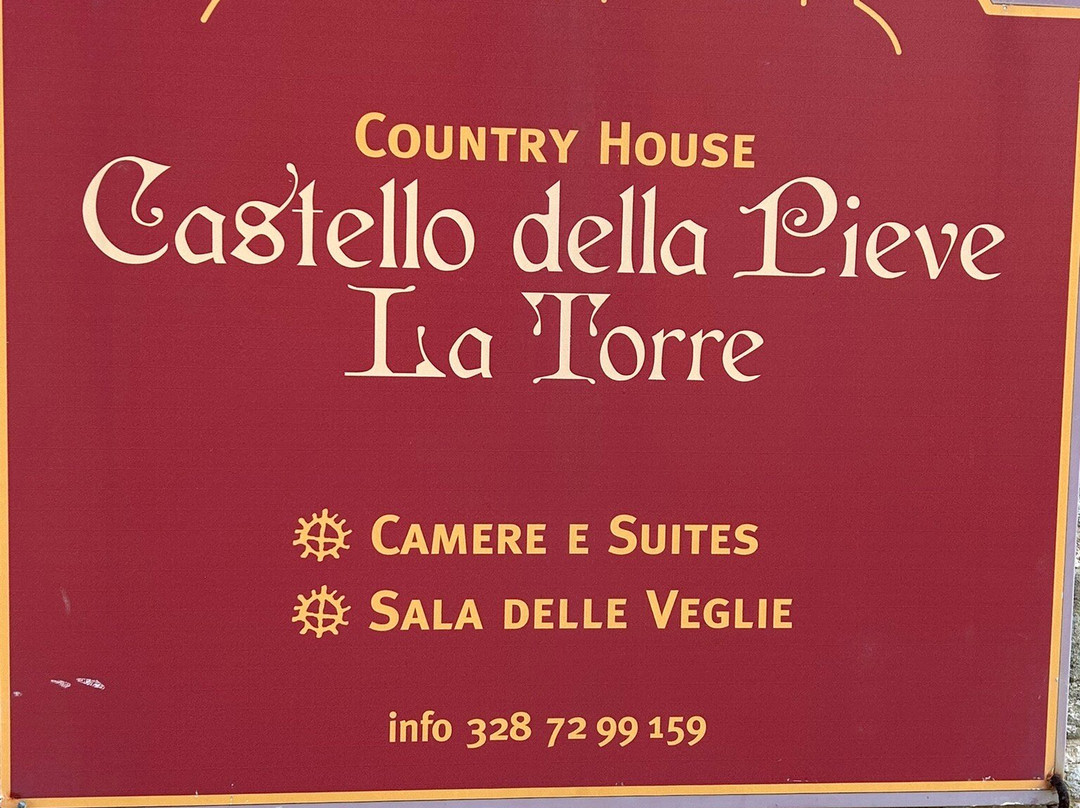 COUNTRY HOUSE
Castello della Pieve
La Torre
CAMERE E SUITES
SALA DELLE VEGLIE
info 328 72 99 159